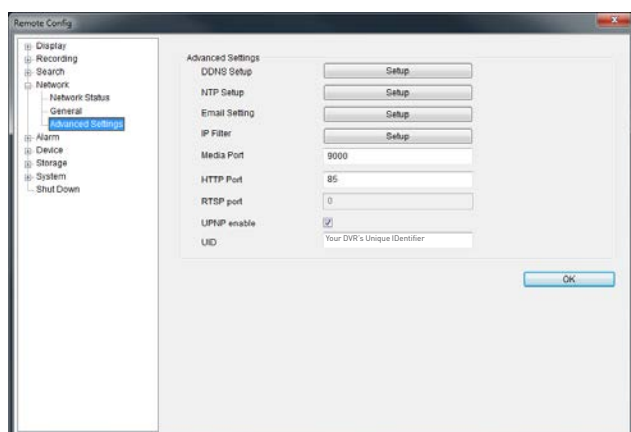 Remote Config
Display
Recording
Search
Network
Network Status
General
Advanced Settings
Alarm
Device
Storage
System
Shut Down
Advanced Settings
DDNS Setup Setup
NTP Setup Setup
Email Setting Setup
IP Filter Setup
Media Port 9000
HTTP Port 85
RTSP port 0
UPNP enable
UID Your DVR's Unique IDentifier
OK